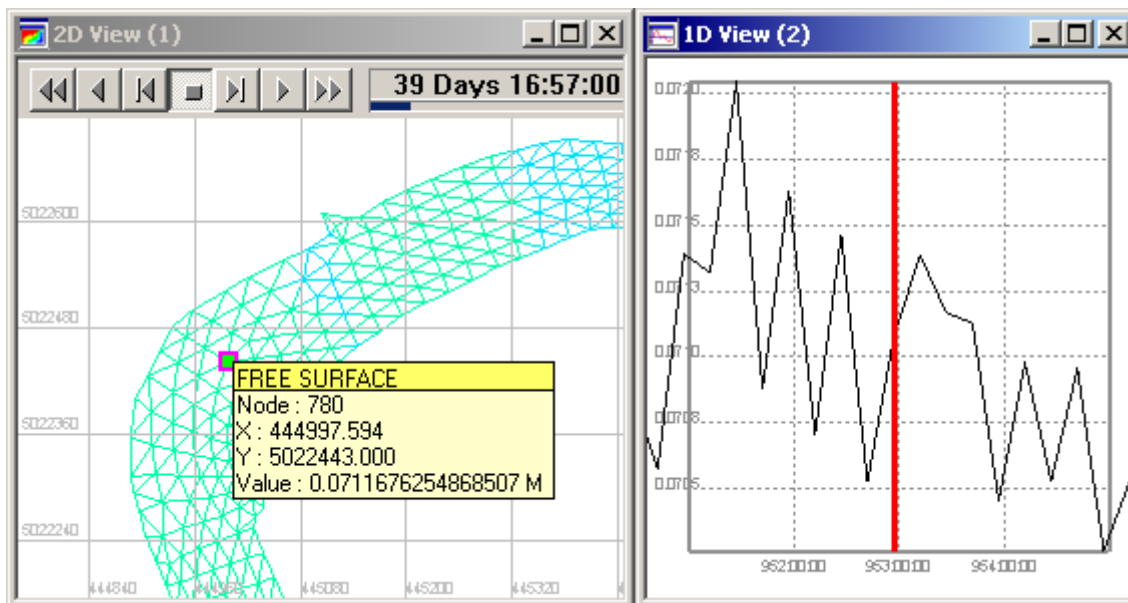 2D View (1)
39 Days 16:57:00
5022600
5022480
5022360
5022240
444840
444960
445080
445200
445320
FREE SURFACE
Node : 780
X : 444997.594
Y : 5022443.000
Value : 0.0711676254868507 M
1D View (2)
0.0720
0.0718
0.0715
0.0713
0.0710
0.0708
0.0705
952:00:00
953:00:00
954:00:00